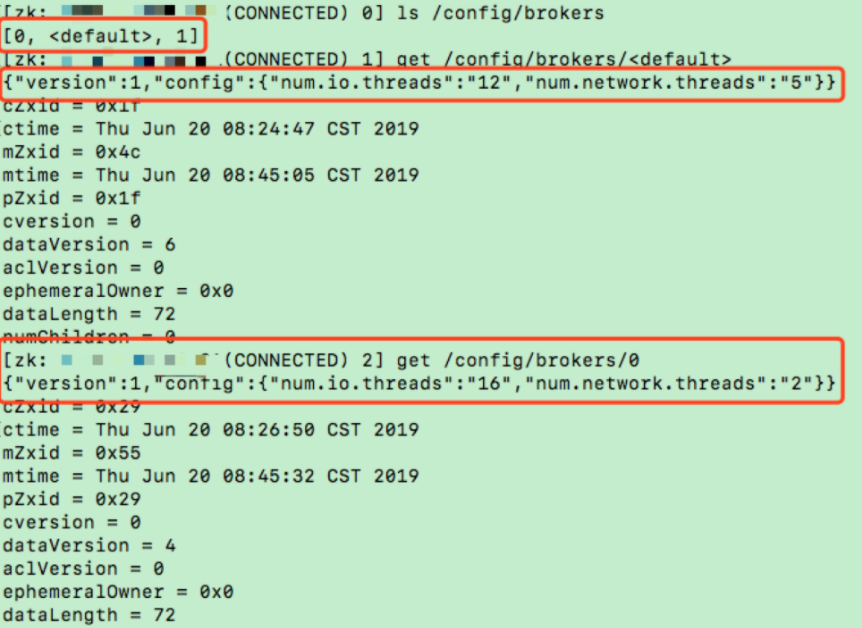 [zk: (CONNECTED) 0] ls /config/brokers
[0, <default>, 1]
[zk: (CONNECTED) 1] get /config/brokers/<default>
{"version":1,"config":{"num.io.threads":"12","num.network.threads":"5"}}
cZxid = 0x1f
ctime = Thu Jun 20 08:24:47 CST 2019
mZxid = 0x4c
mtime = Thu Jun 20 08:45:05 CST 2019
pZxid = 0x1f
cversion = 0
dataVersion = 6
aclVersion = 0
ephemeralOwner = 0x0
dataLength = 72
numChildren = 0
[zk: (CONNECTED) 2] get /config/brokers/0
{"version":1,"config":{"num.io.threads":"16","num.network.threads":"2"}}
cZxid = 0x29
ctime = Thu Jun 20 08:26:50 CST 2019
mZxid = 0x55
mtime = Thu Jun 20 08:45:32 CST 2019
pZxid = 0x29
cversion = 0
dataVersion = 4
aclVersion = 0
ephemeralOwner = 0x0
dataLength = 72